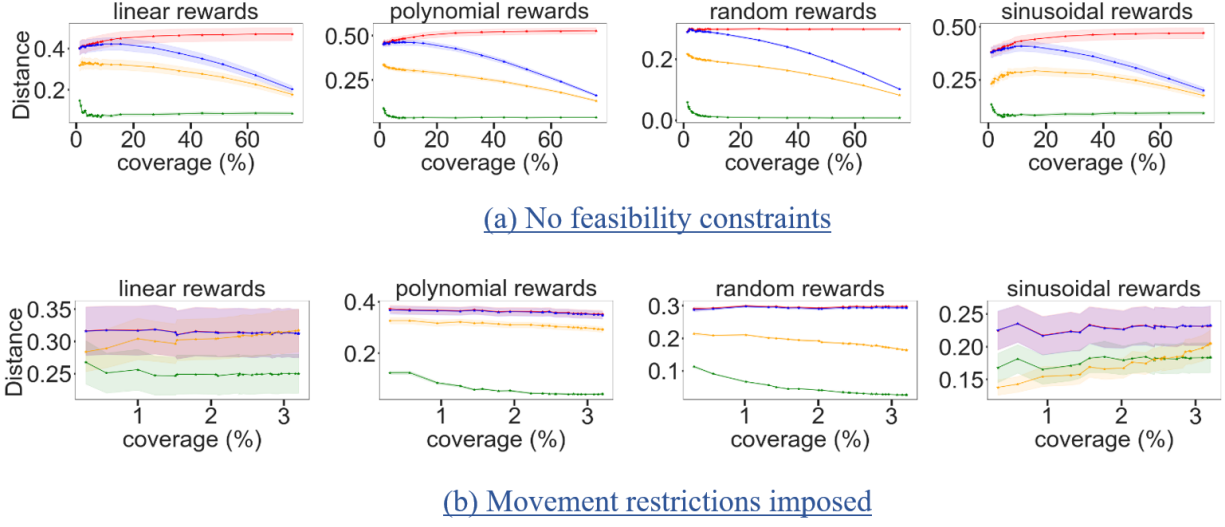 linear rewards polynomial rewards random rewards sinusoidal rewards
Distance
0.4 0.2
0.50 0.25
0.2 0.0
0.50 0.25
0 20 40 60 0 20 40 60 0 20 40 60 0 20 40 60
coverage (%) coverage (%) coverage (%) coverage (%)
(a) No feasibility constraints
linear rewards polynomial rewards random rewards sinusoidal rewards
Distance
0.35 0.30 0.25
0.4 0.2
0.3 0.2 0.1
0.25 0.20 0.15
1 2 3 1 2 3 1 2 3 1 2 3
coverage (%) coverage (%) coverage (%) coverage (%)
(b) Movement restrictions imposed